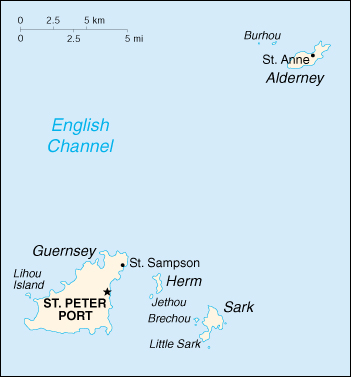 0 2.5 5 km
0 2.5 5 mi
Burhou
St. Anne
Alderney
English
Channel
Guernsey
St. Sampson
Lihou
Island
Herm
ST. PETER
PORT
Jethou
Sark
Brechou
Little Sark